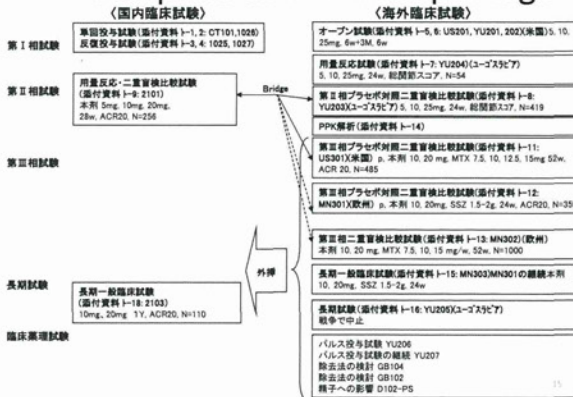 〈国内臨床試験〉
〈海外臨床試験〉
第Ⅰ相試験
単回投与試験(添付資料ト-1, 2: CT101,1026)
反復投与試験(添付資料ト-3, 4: 1025, 1027)
オープン試験(添付資料ト-5, 6: US201, YU201, 202)(米国) 5, 10,
25mg, 6w+3M, 6w
用量反応試験(添付資料ト-7: YU204)(ユーゴスラビア)
5, 10, 25mg, 24w, 総関節スコア, N=54
第Ⅱ相試験
用量反応・二重盲検比較試験
(添付資料ト-9: 2101)
本剤 5mg, 10mg, 20mg,
28w, ACR20, N=256
Bridge
第Ⅱ相プラセボ対照二重盲検比較試験(添付資料ト-8:
YU203)(ユーゴスラビア) 5, 10, 25mg, 24w, 総関節スコア, N=419
PPK解析(添付資料ト-14)
第Ⅲ相試験
第Ⅲ相プラセボ対照二重盲検比較試験(添付資料ト-11:
US301)(米国) p, 本剤 10, 20 mg, MTX 7.5, 10, 12.5, 15mg 52w,
ACR 20, N=485
第Ⅲ相プラセボ対照二重盲検比較試験(添付資料ト-12:
MN301)(欧州) p, 本剤 10, 20mg, SSZ 1.5-2g, 24w, ACR20, N=35
第Ⅲ相二重盲検比較試験(添付資料ト-13: MN302)(欧州)
本剤 10, 20 mg, MTX 7.5, 10, 15 mg/w, 52w, N=1000
外挿
長期試験
長期一般臨床試験
(添付資料ト-18: 2103)
10mg, 20mg 1Y, ACR20, N=110
長期一般臨床試験(添付資料ト-15: MN303)MN301の継続本剤
10, 20mg, SSZ 1.5-2g, 24w
長期試験(添付資料ト-16: YU205)(ユーゴスラビア)
戦争で中止
臨床薬理試験
パルス投与試験 YU206
パルス投与試験の継続 YU207
除去法の検討 GB104
除去法の検討 GB102
精子への影響 D102-PS
15